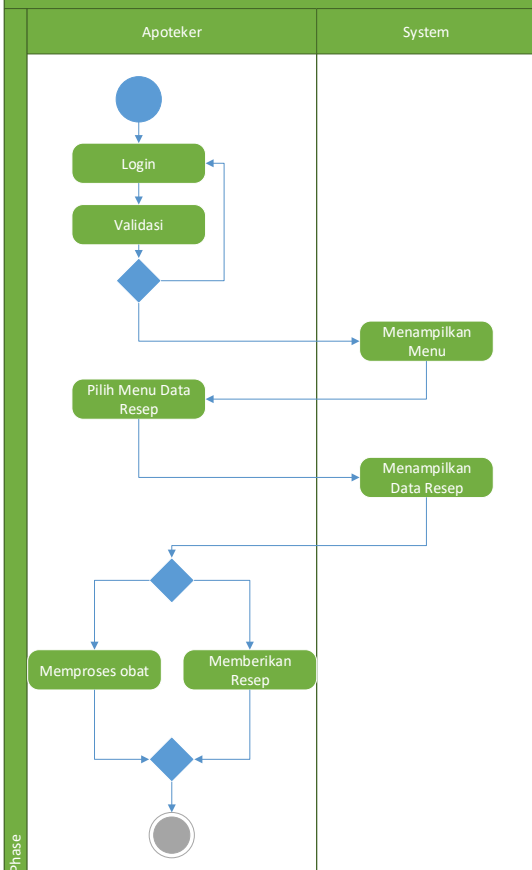 Apoteker
System
Login
Validasi
Menampilkan
Menu
Pilih Menu Data
Resep
Menampilkan
Data Resep
Memproses obat
Memberikan
Resep
Phase